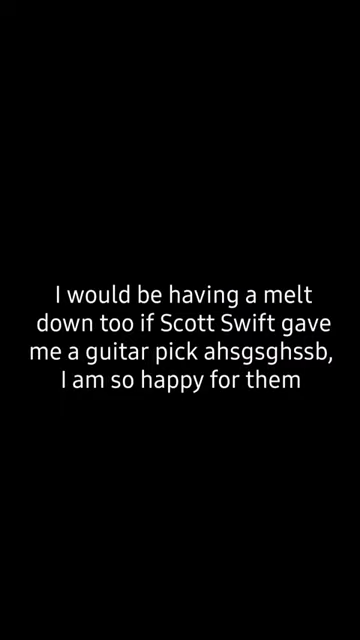 I would be having a melt
down too if Scott Swift gave
me a guitar pick ahsgsghssb,
I am so happy for them